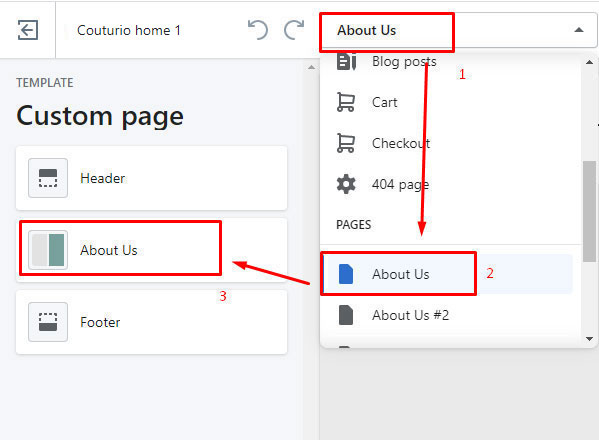 Couturio home 1
About Us
TEMPLATE
Custom page
Header
About Us
3
Footer
1
Blog posts
Cart
Checkout
404 page
PAGES
About Us
2
About Us #2